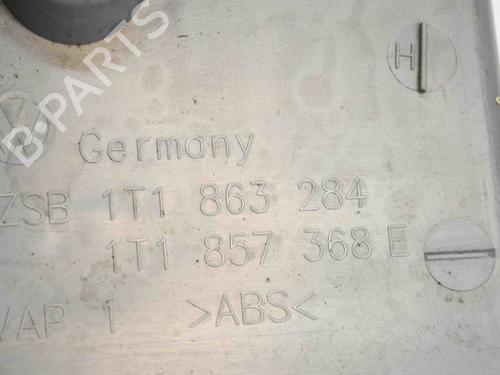 H
B-PARTS
Germany
ZSB 1T1 863 284
1T1 857 368 E
VAP 1 >ABS<